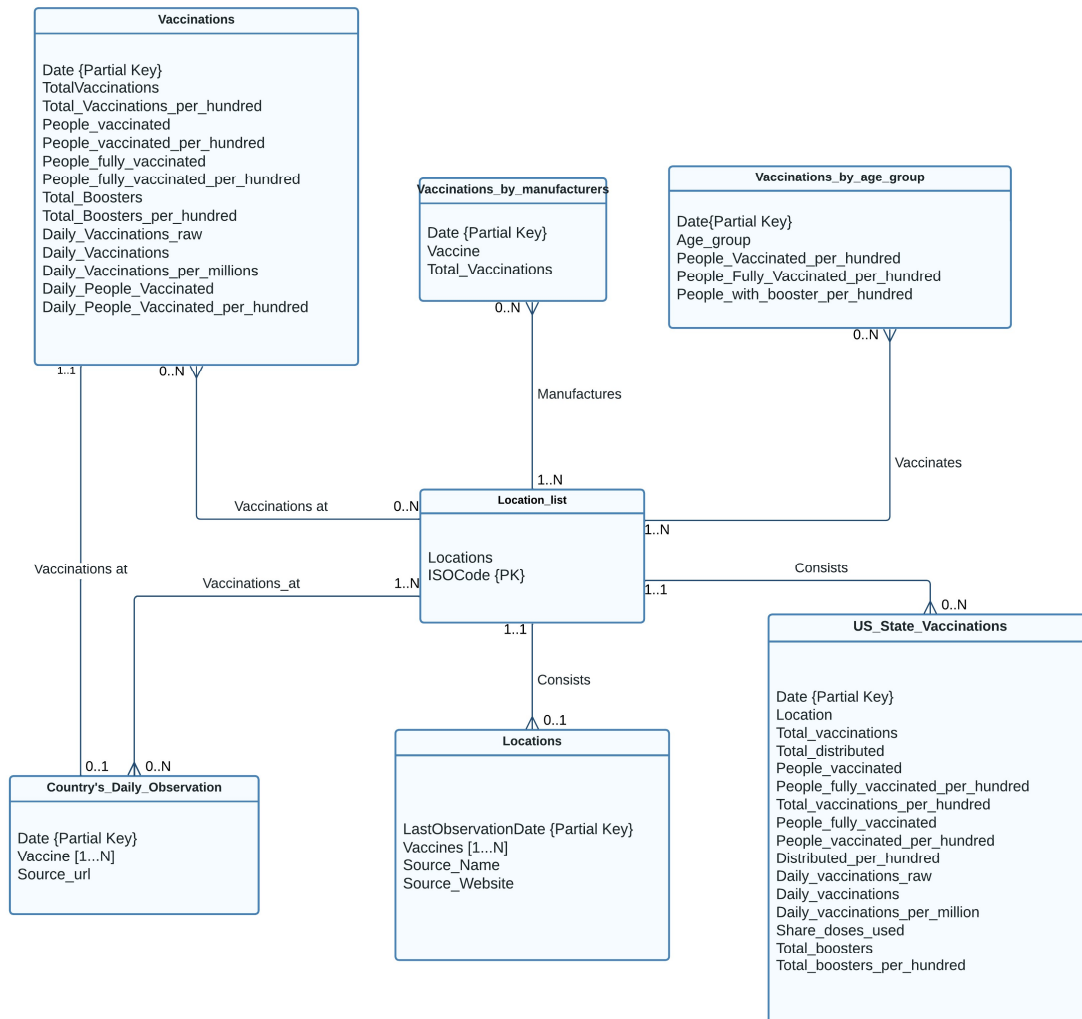 Vaccinations
Date {Partial Key}
TotalVaccinations
Total_Vaccinations_per_hundred
People_vaccinated
People_vaccinated_per_hundred
People_fully_vaccinated
People_fully_vaccinated_per_hundred
Total_Boosters
Total_Boosters_per_hundred
Daily_Vaccinations_raw
Daily_Vaccinations
Daily_Vaccinations_per_millions
Daily_People_Vaccinated
Daily_People_Vaccinated_per_hundred
Vaccinations_by_manufacturers
Date {Partial Key}
Vaccine
Total_Vaccinations
Vaccinations_by_age_group
Date{Partial Key}
Age_group
People_Vaccinated_per_hundred
People_Fully_Vaccinated_per_hundred
People_with_booster_per_hundred
0..N
0..N
1..1
0..N
Manufactures
Vaccinates
1..N
Vaccinations at
0..N
Location_list
Locations
ISOCode {PK}
1..N
Vaccinations at
Vaccinations_at
1..N
Consists
1..1
0..N
1..1
Consists
0..1
US_State_Vaccinations
Date {Partial Key}
Location
Total_vaccinations
Total_distributed
People_vaccinated
People_fully_vaccinated_per_hundred
Total_vaccinations_per_hundred
People_fully_vaccinated
People_vaccinated_per_hundred
Distributed_per_hundred
Daily_vaccinations_raw
Daily_vaccinations
Daily_vaccinations_per_million
Share_doses_used
Total_boosters
Total_boosters_per_hundred
Locations
LastObservationDate {Partial Key}
Vaccines [1...N]
Source_Name
Source_Website
0..1
0..N
Country's_Daily_Observation
Date {Partial Key}
Vaccine [1...N]
Source_url